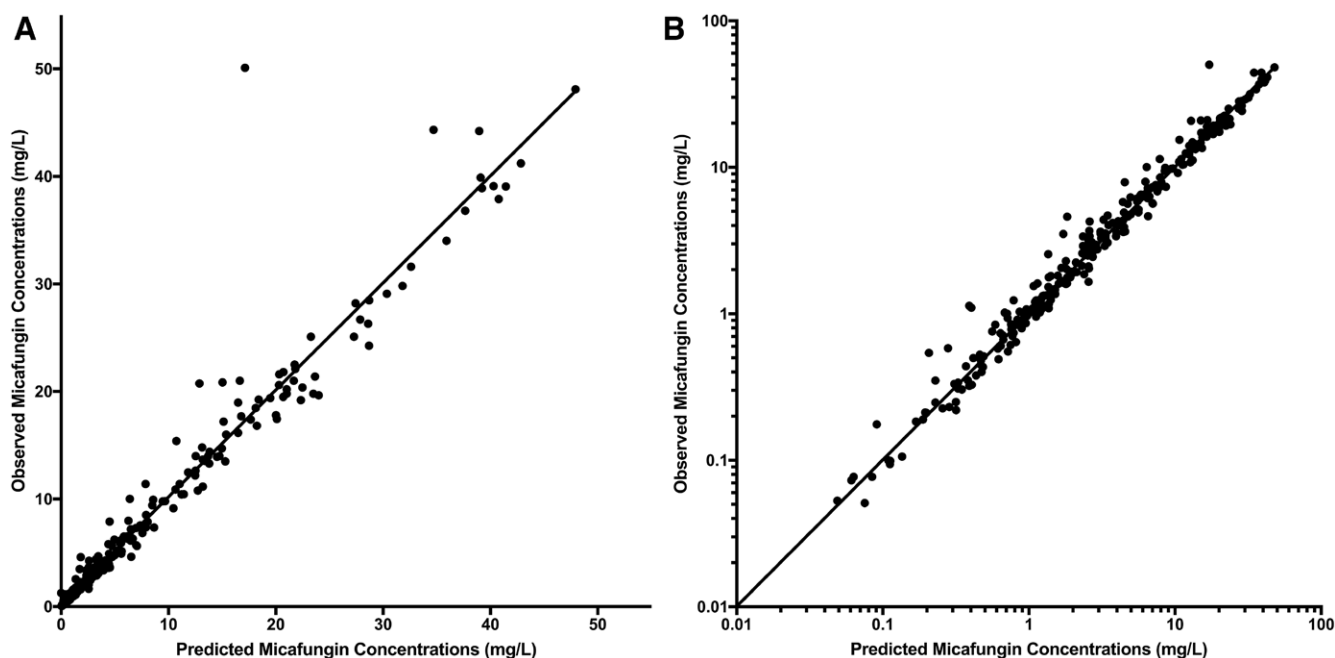 A
Observed Micafungin Concentrations (mg/L)
50
40
30
20
10
0
0 10 20 30 40 50
Predicted Micafungin Concentrations (mg/L)
B
Observed Micafungin Concentrations (mg/L)
100
10
1
0.1
0.01
0.01 0.1 1 10 100
Predicted Micafungin Concentrations (mg/L)